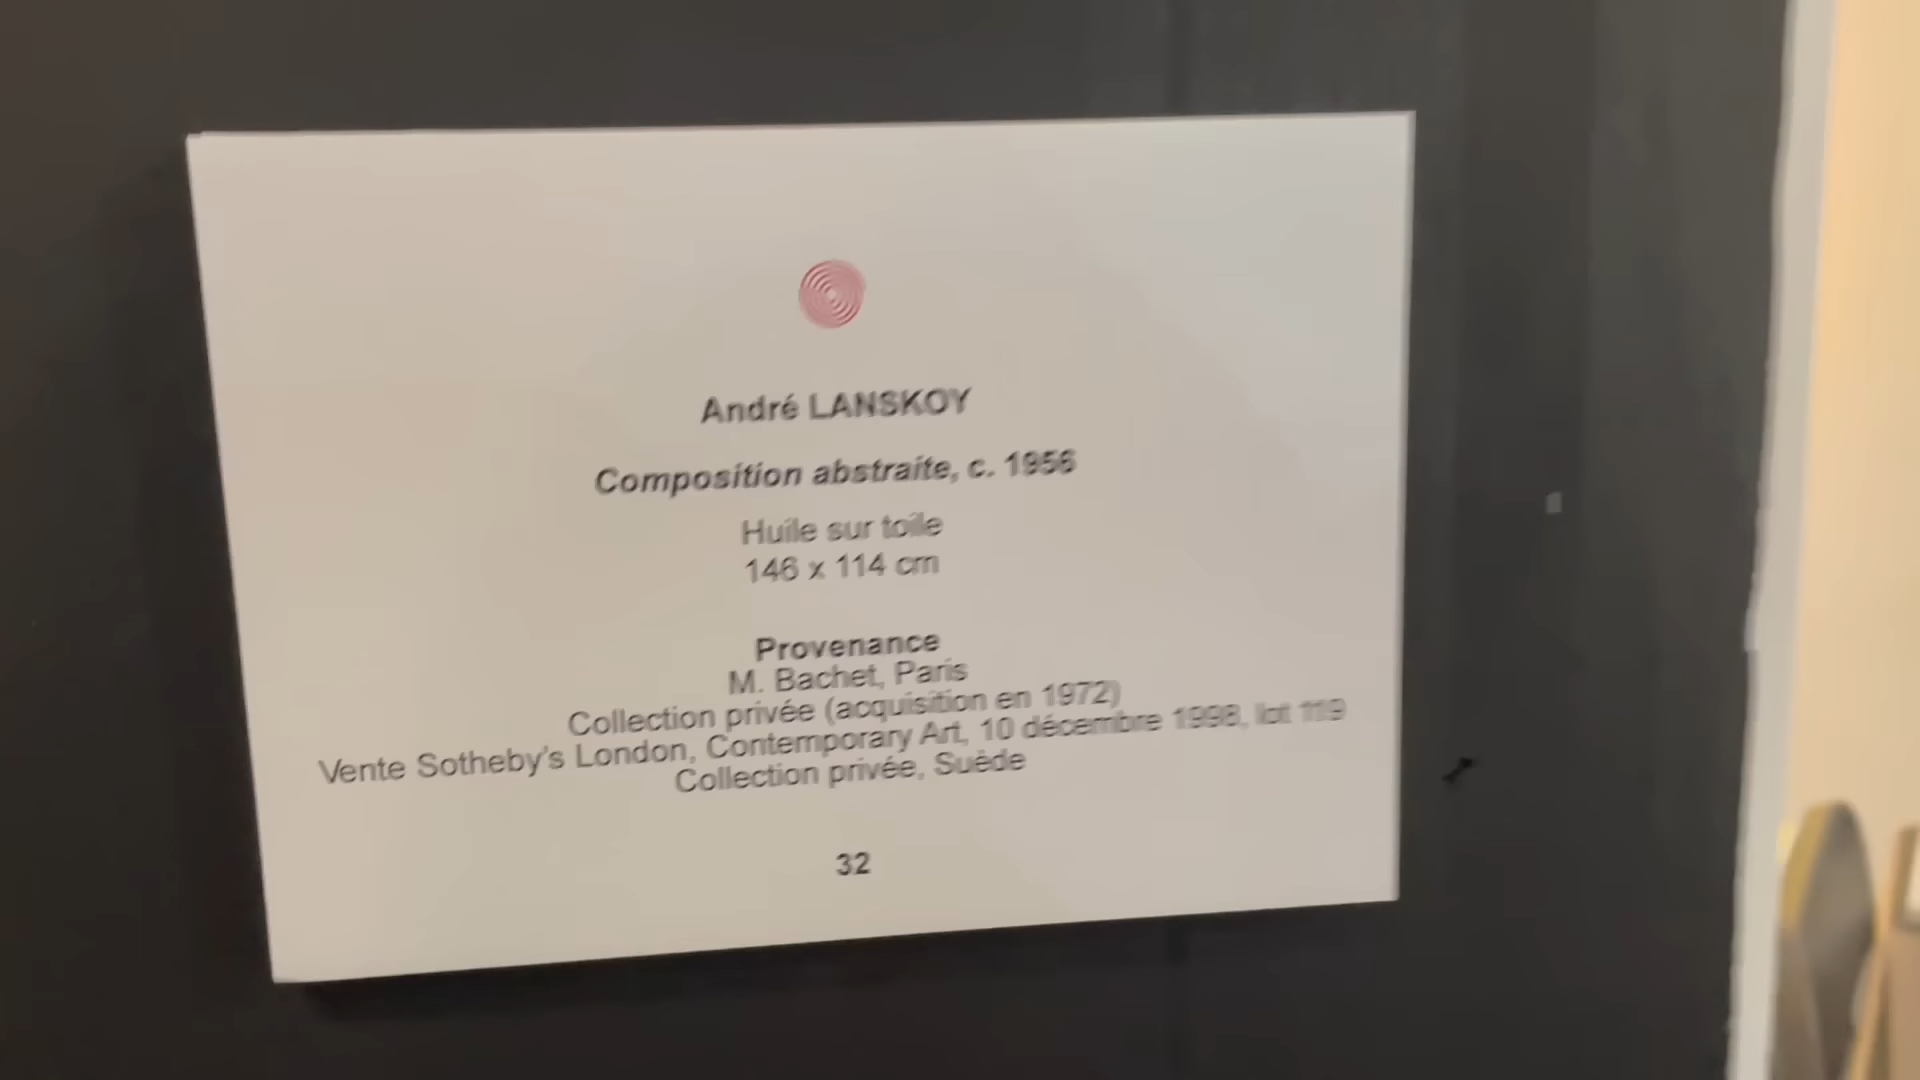 André LANSKOY
Composition abstraite, c. 1956
Huile sur toile
146 x 114 cm
Provenance
M. Bachet, Paris
Collection privée (acquisition en 1972)
Vente Sotheby's London, Contemporary Art, 10 décembre 1998, lot 119
Collection privée, Suède
32